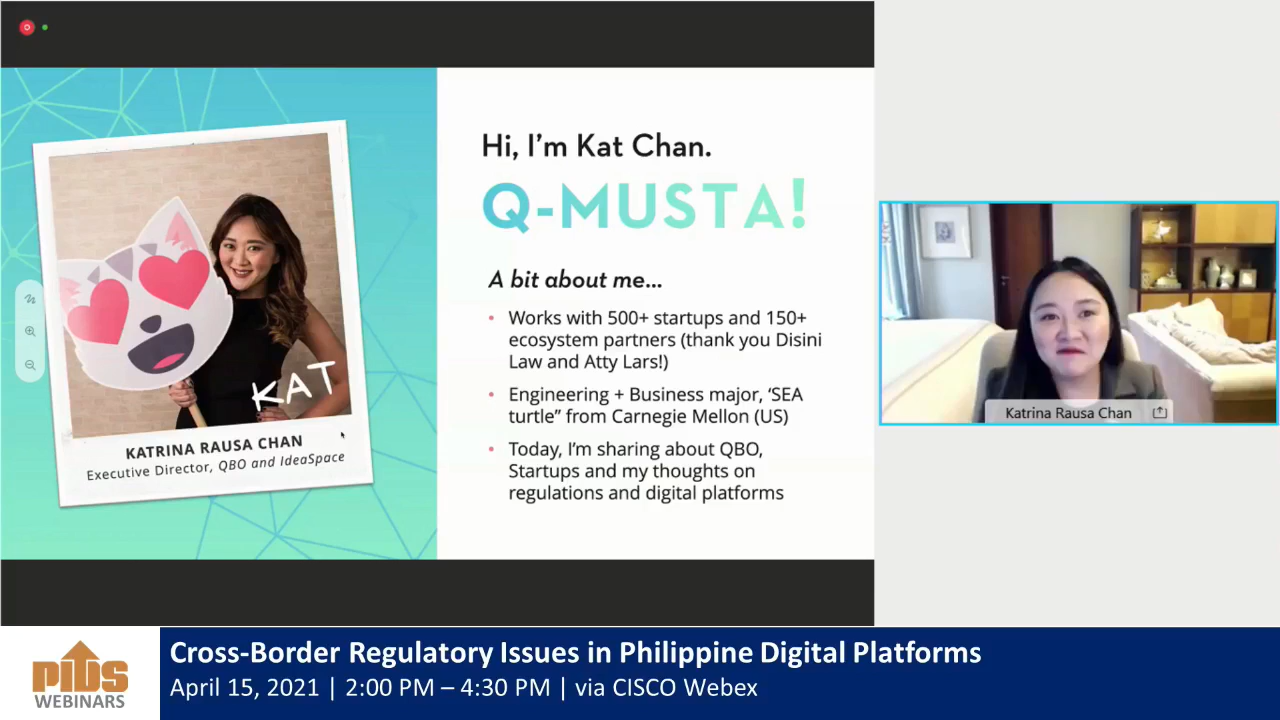 KAT
KATRINA RAUSA CHAN
Executive Director, QBO and IdeaSpace
Hi, I'm Kat Chan.
Q-MUSTA!
A bit about me...
• Works with 500+ startups and 150+
ecosystem partners (thank you Disini
Law and Atty Lars!)
• Engineering + Business major, ‘SEA
turtle” from Carnegie Mellon (US)
• Today, I'm sharing about QBO,
Startups and my thoughts on
regulations and digital platforms
Katrina Rausa Chan
PIDS
WEBINARS
Cross-Border Regulatory Issues in Philippine Digital Platforms
April 15, 2021 | 2:00 PM – 4:30 PM | via CISCO Webex